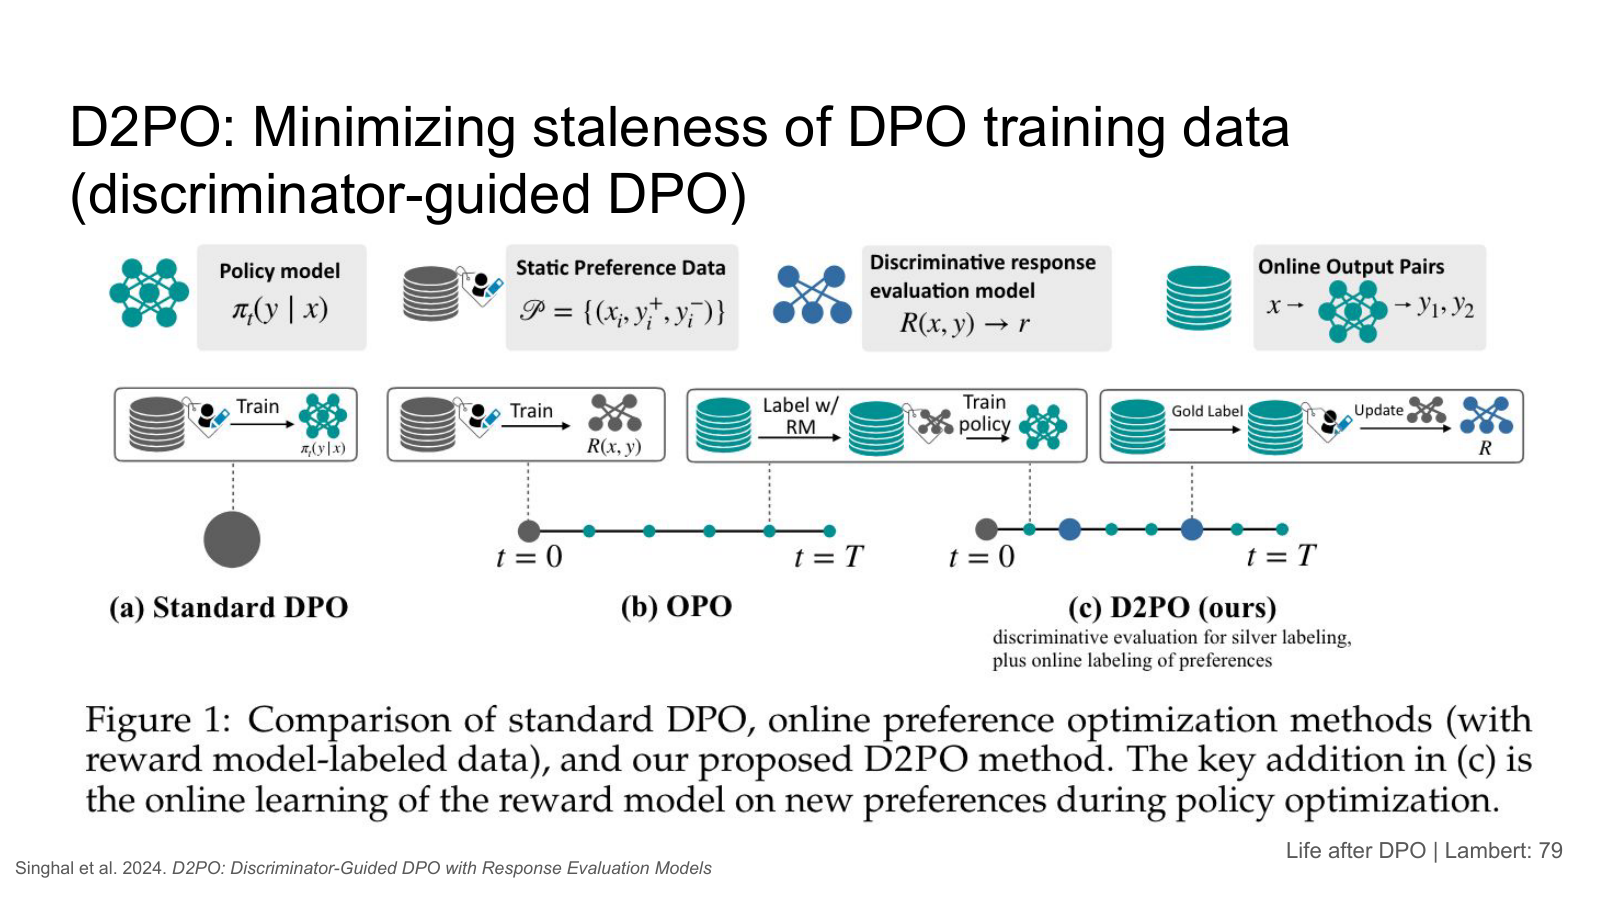 D2PO: Minimizing staleness of DPO training data
(discriminator-guided DPO)
Policy model
πₜ(y | x)
Static Preference Data
𝒫 = {(xᵢ, yᵢ⁺, yᵢ⁻)}
Discriminative response
evaluation model
R(x, y) → r
Online Output Pairs
x → → y₁, y₂
Train
πₜ(y | x)
Train
R(x, y)
Label w/
RM
Train
policy
Gold Label
Update
R
t = 0
t = T
t = 0
t = T
(a) Standard DPO
(b) OPO
(c) D2PO (ours)
discriminative evaluation for silver labeling,
plus online labeling of preferences
Figure 1: Comparison of standard DPO, online preference optimization methods (with
reward model-labeled data), and our proposed D2PO method. The key addition in (c) is
the online learning of the reward model on new preferences during policy optimization.
Life after DPO | Lambert: 79
Singhal et al. 2024. D2PO: Discriminator-Guided DPO with Response Evaluation Models